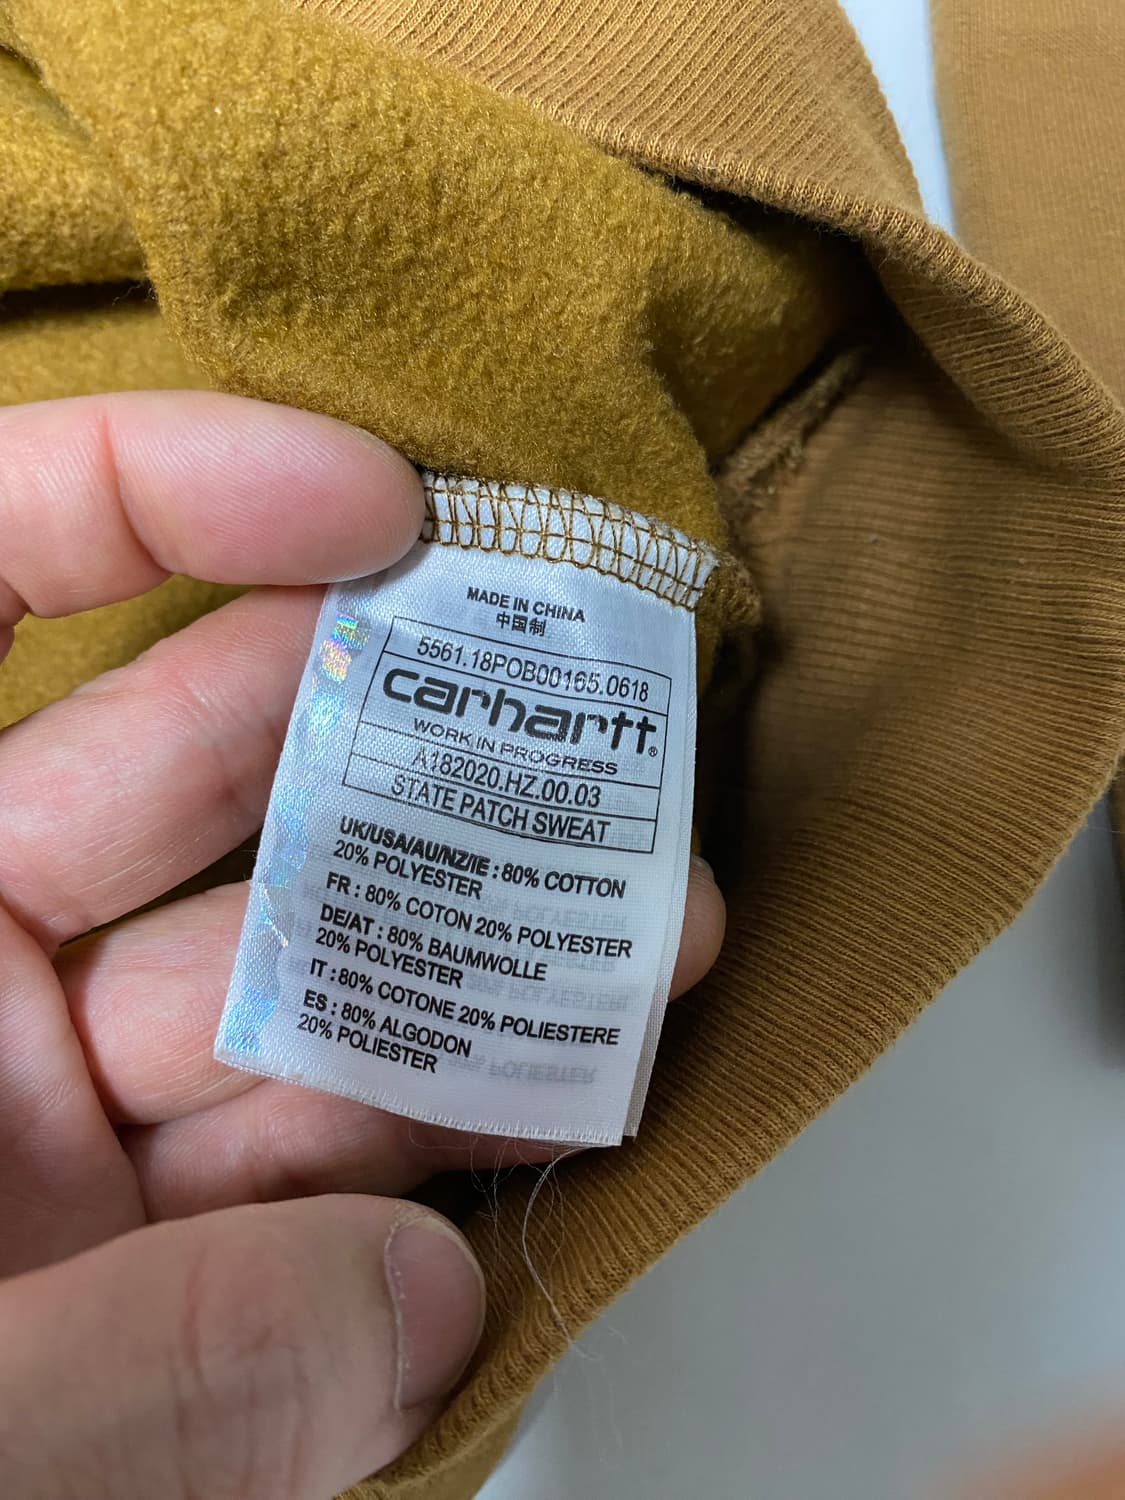 MADE IN CHINA
中国制
5561.18POB00165.0618
carhartt®
WORK IN PROGRESS
A182020.HZ.00.03
STATE PATCH SWEAT
UK/USA/AU/NZ/IE : 80% COTTON
20% POLYESTER
FR : 80% COTON 20% POLYESTER
DE/AT : 80% BAUMWOLLE
20% POLYESTER
IT : 80% COTONE 20% POLIESTERE
ES : 80% ALGODON
20% POLIESTER